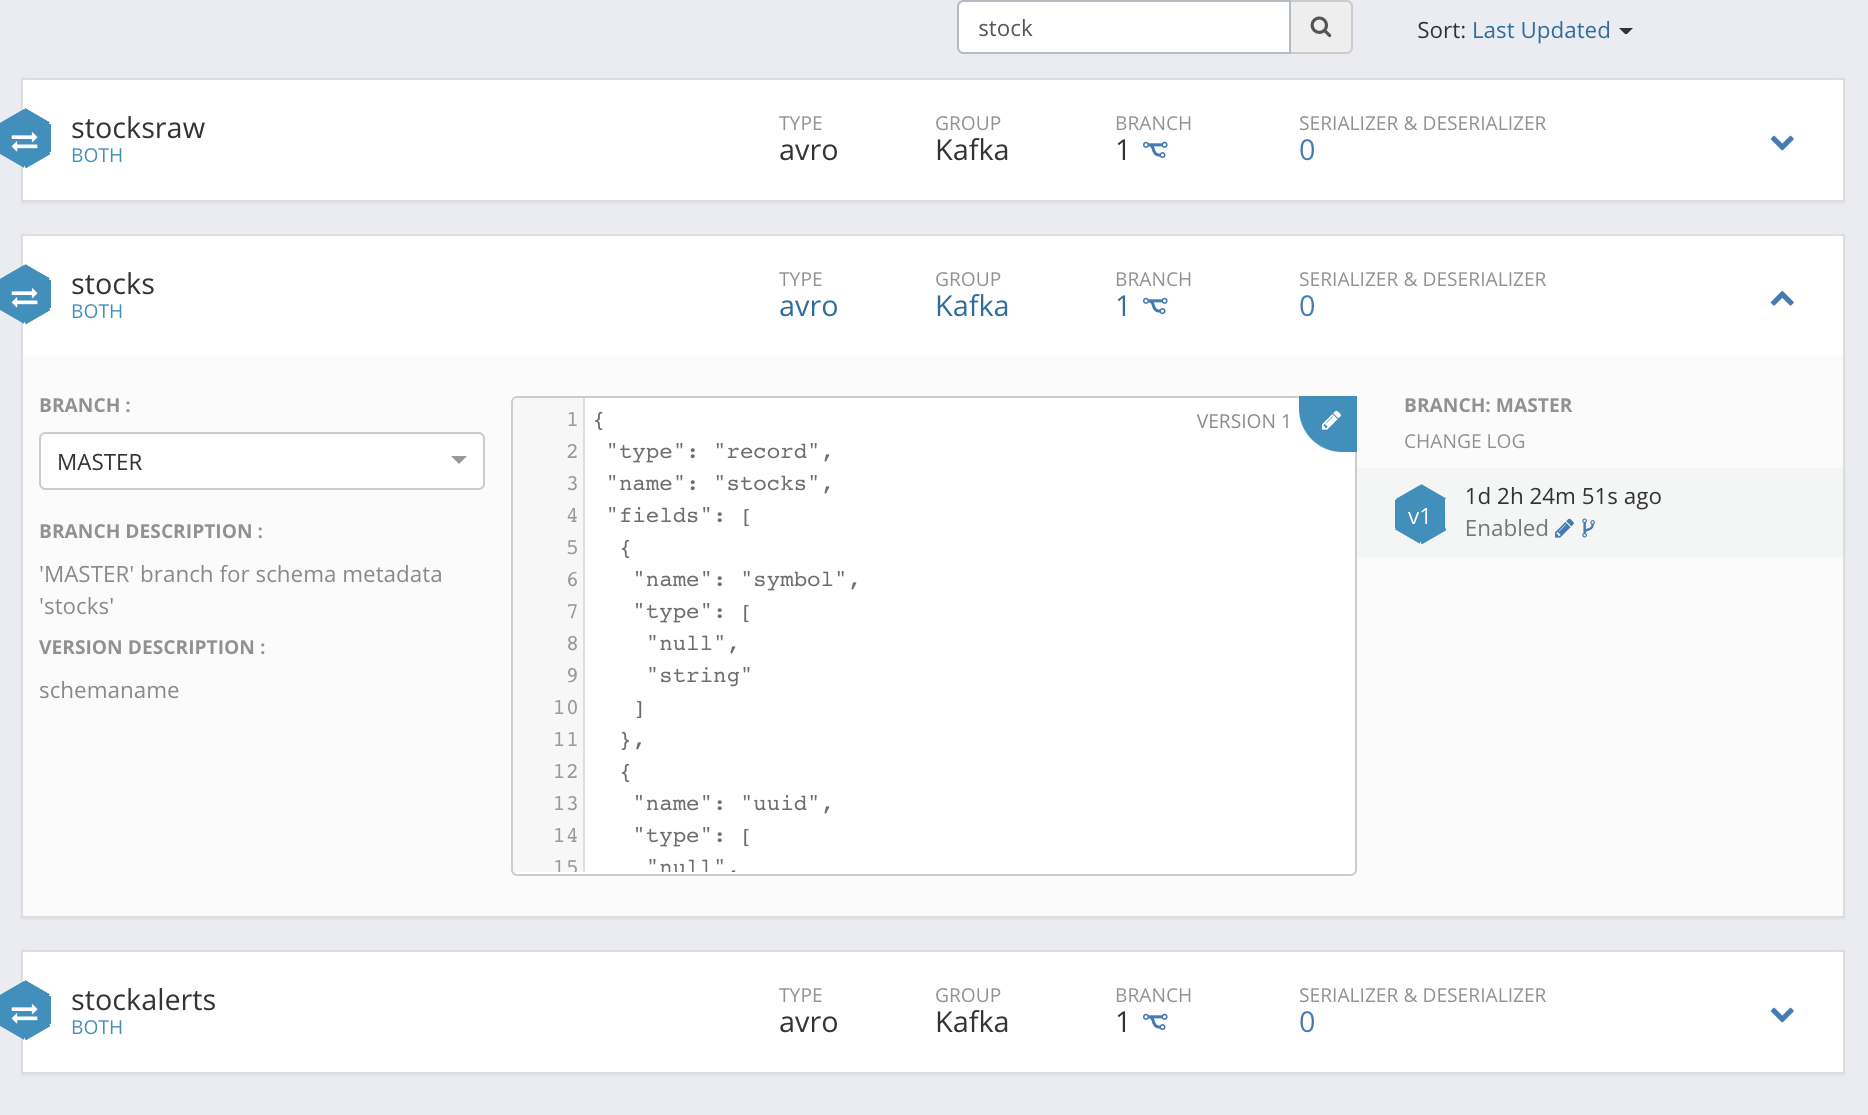 stock
Sort: Last Updated
stocksraw
BOTH
TYPE
avro
GROUP
Kafka
BRANCH
1
SERIALIZER & DESERIALIZER
0
stocks
BOTH
TYPE
avro
GROUP
Kafka
BRANCH
1
SERIALIZER & DESERIALIZER
0
BRANCH :
MASTER
BRANCH DESCRIPTION :
'MASTER' branch for schema metadata
'stocks'
VERSION DESCRIPTION :
schemaname
VERSION 1
1 {
2 "type": "record",
3 "name": "stocks",
4 "fields": [
5 {
6 "name": "symbol",
7 "type": [
8 "null",
9 "string"
10 ]
11 },
12 {
13 "name": "uuid",
14 "type": [
15 "null",
BRANCH: MASTER
CHANGE LOG
v1
1d 2h 24m 51s ago
Enabled
stockalerts
BOTH
TYPE
avro
GROUP
Kafka
BRANCH
1
SERIALIZER & DESERIALIZER
0